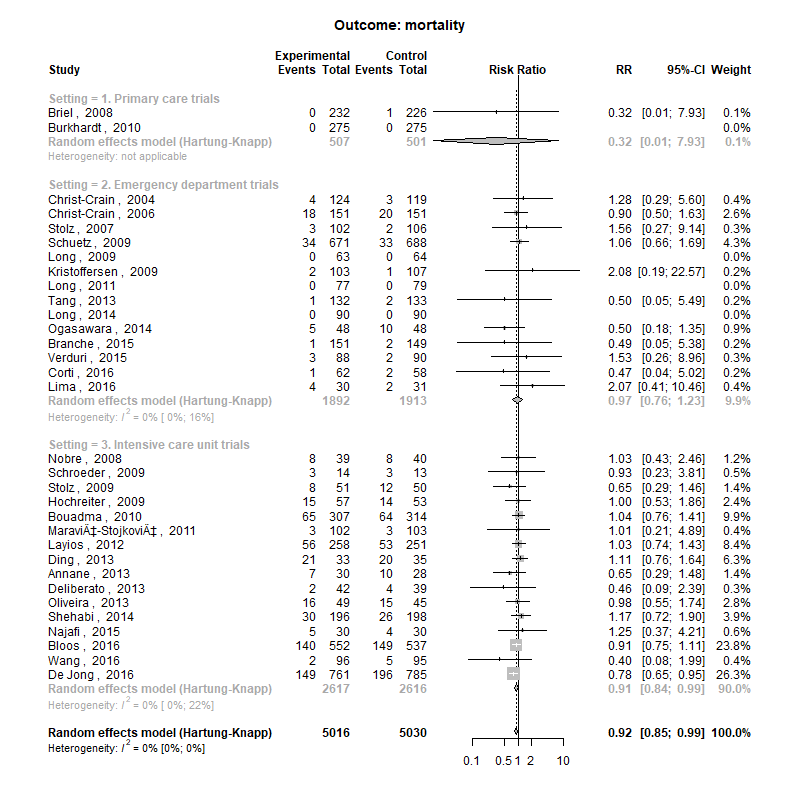 Outcome: mortality
Experimental Control
Study Events Total Events Total Risk Ratio RR 95%-CI Weight
Setting = 1. Primary care trials
Briel , 2008 0 232 1 226 0.32 [0.01; 7.93] 0.1%
Burkhardt , 2010 0 275 0 275 0.0%
Random effects model (Hartung-Knapp) 507 501 0.32 [0.01; 7.93] 0.1%
Heterogeneity: not applicable
Setting = 2. Emergency department trials
Christ-Crain , 2004 4 124 3 119 1.28 [0.29; 5.60] 0.4%
Christ-Crain , 2006 18 151 20 151 0.90 [0.50; 1.63] 2.6%
Stolz , 2007 3 102 2 106 1.56 [0.27; 9.14] 0.2%
Schuetz , 2009 34 671 33 688 1.06 [0.66; 1.69] 4.3%
Long , 2009 0 63 0 64 0.0%
Kristoffersen , 2009 2 103 1 107 2.08 [0.19; 22.57] 0.2%
Long , 2011 0 77 0 79 0.0%
Tang , 2013 1 132 2 133 0.50 [0.05; 5.49] 0.2%
Long , 2014 0 90 0 90 0.0%
Ogasawara , 2014 5 48 10 48 0.50 [0.18; 1.35] 0.9%
Branche , 2015 1 151 2 149 0.49 [0.05; 5.38] 0.2%
Verduri , 2015 3 88 2 90 1.53 [0.26; 8.96] 0.3%
Corti , 2016 1 62 2 58 0.47 [0.04; 5.02] 0.2%
Lima , 2016 4 30 2 31 2.07 [0.41; 10.46] 0.4%
Random effects model (Hartung-Knapp) 1892 1913 0.97 [0.76; 1.23] 9.9%
Heterogeneity: I² = 0% [ 0%; 16%]
Setting = 3. Intensive care unit trials
Nobre , 2008 8 39 8 40 1.03 [0.43; 2.46] 1.2%
Schroeder , 2009 3 14 3 13 0.93 [0.23; 3.81] 0.5%
Stolz , 2009 8 51 12 50 0.65 [0.29; 1.46] 1.4%
Hochreiter , 2009 15 57 14 53 1.00 [0.53; 1.86] 2.3%
Bouadma , 2010 65 307 64 314 1.04 [0.76; 1.41] 9.9%
MaraviÄ‡-StojkoviÄ‡ , 2011 3 102 3 103 1.01 [0.21; 4.89] 0.4%
Layios , 2012 56 258 53 251 1.03 [0.74; 1.43] 8.4%
Ding , 2013 21 33 20 35 1.11 [0.76; 1.64] 6.3%
Annane , 2013 7 30 10 28 0.65 [0.29; 1.48] 1.4%
Deliberato , 2013 2 42 4 39 0.46 [0.09; 2.39] 0.3%
Oliveira , 2013 16 49 15 45 0.98 [0.55; 1.74] 2.8%
Shehabi , 2014 30 196 26 198 1.17 [0.72; 1.90] 4.0%
Najafi , 2015 5 30 4 30 1.25 [0.37; 4.21] 0.6%
Bloos , 2016 140 552 149 537 0.91 [0.75; 1.11] 23.8%
Wang , 2016 2 96 5 95 0.40 [0.08; 1.99] 0.4%
De Jong , 2016 149 761 196 785 0.78 [0.65; 0.95] 26.3%
Random effects model (Hartung-Knapp) 2617 2616 0.91 [0.84; 0.99] 90.0%
Heterogeneity: I² = 0% [ 0%; 22%]
Random effects model (Hartung-Knapp) 5016 5030 0.92 [0.85; 0.99] 100.0%
Heterogeneity: I² = 0% [0%; 0%]
0.1 0.5 1 2 10